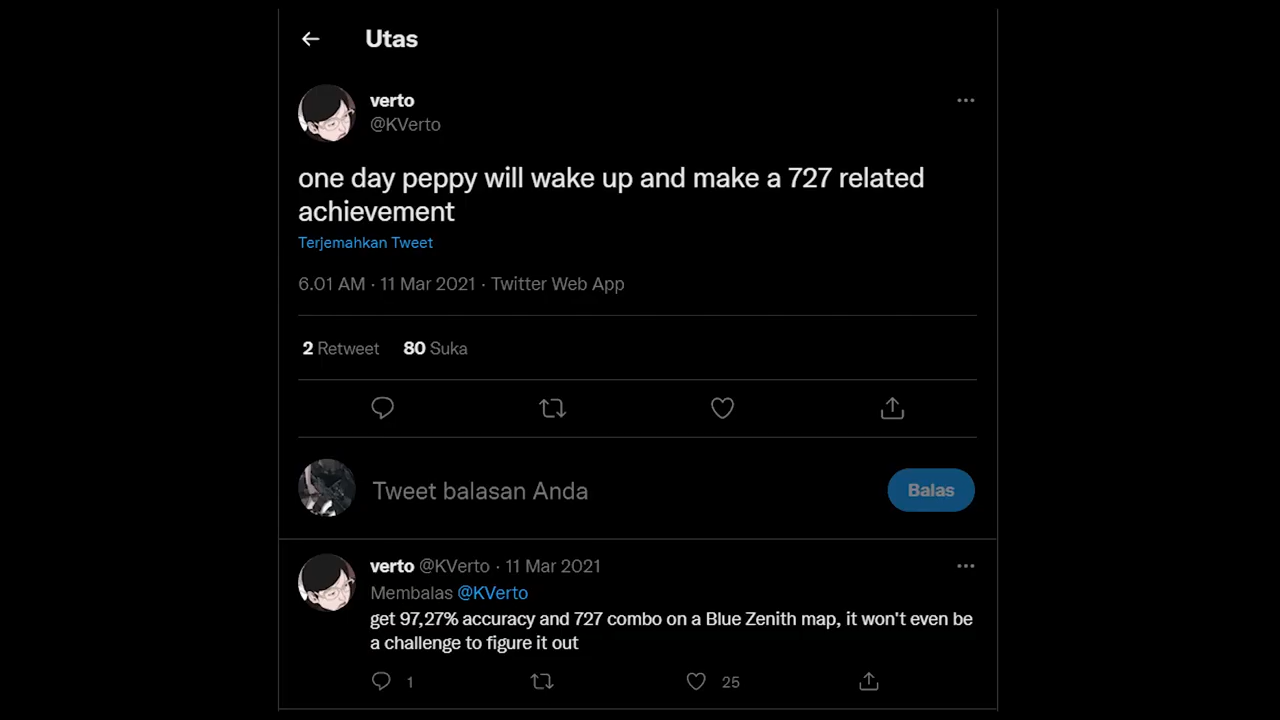 Utas
verto
@KVerto
one day peppy will wake up and make a 727 related
achievement
Terjemahkan Tweet
6.01 AM · 11 Mar 2021 · Twitter Web App
2 Retweet 80 Suka
Tweet balasan Anda
Balas
verto @KVerto · 11 Mar 2021
Membalas @KVerto
get 97,27% accuracy and 727 combo on a Blue Zenith map, it won't even be
a challenge to figure it out
1 25